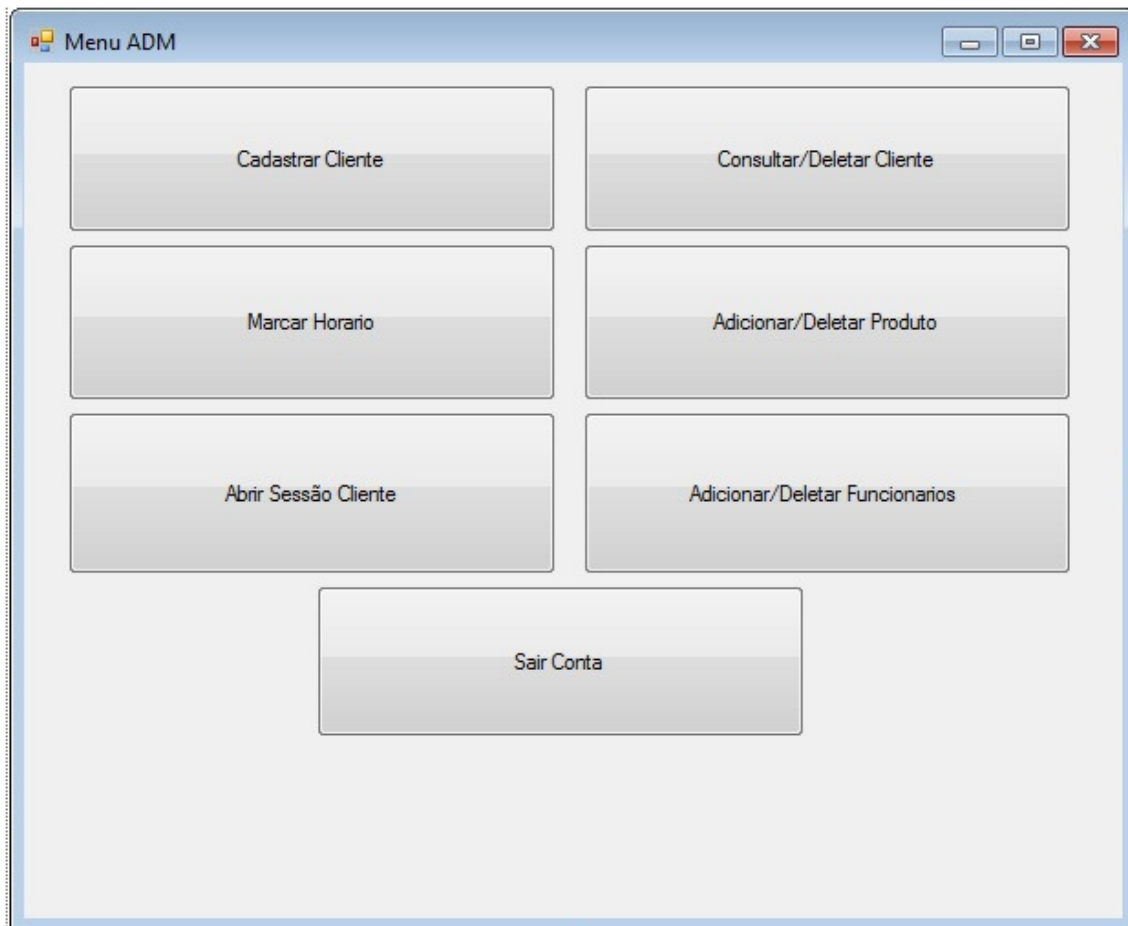 Menu ADM
Cadastrar Cliente
Consultar/Deletar Cliente
Marcar Horario
Adicionar/Deletar Produto
Abrir Sessão Cliente
Adicionar/Deletar Funcionarios
Sair Conta